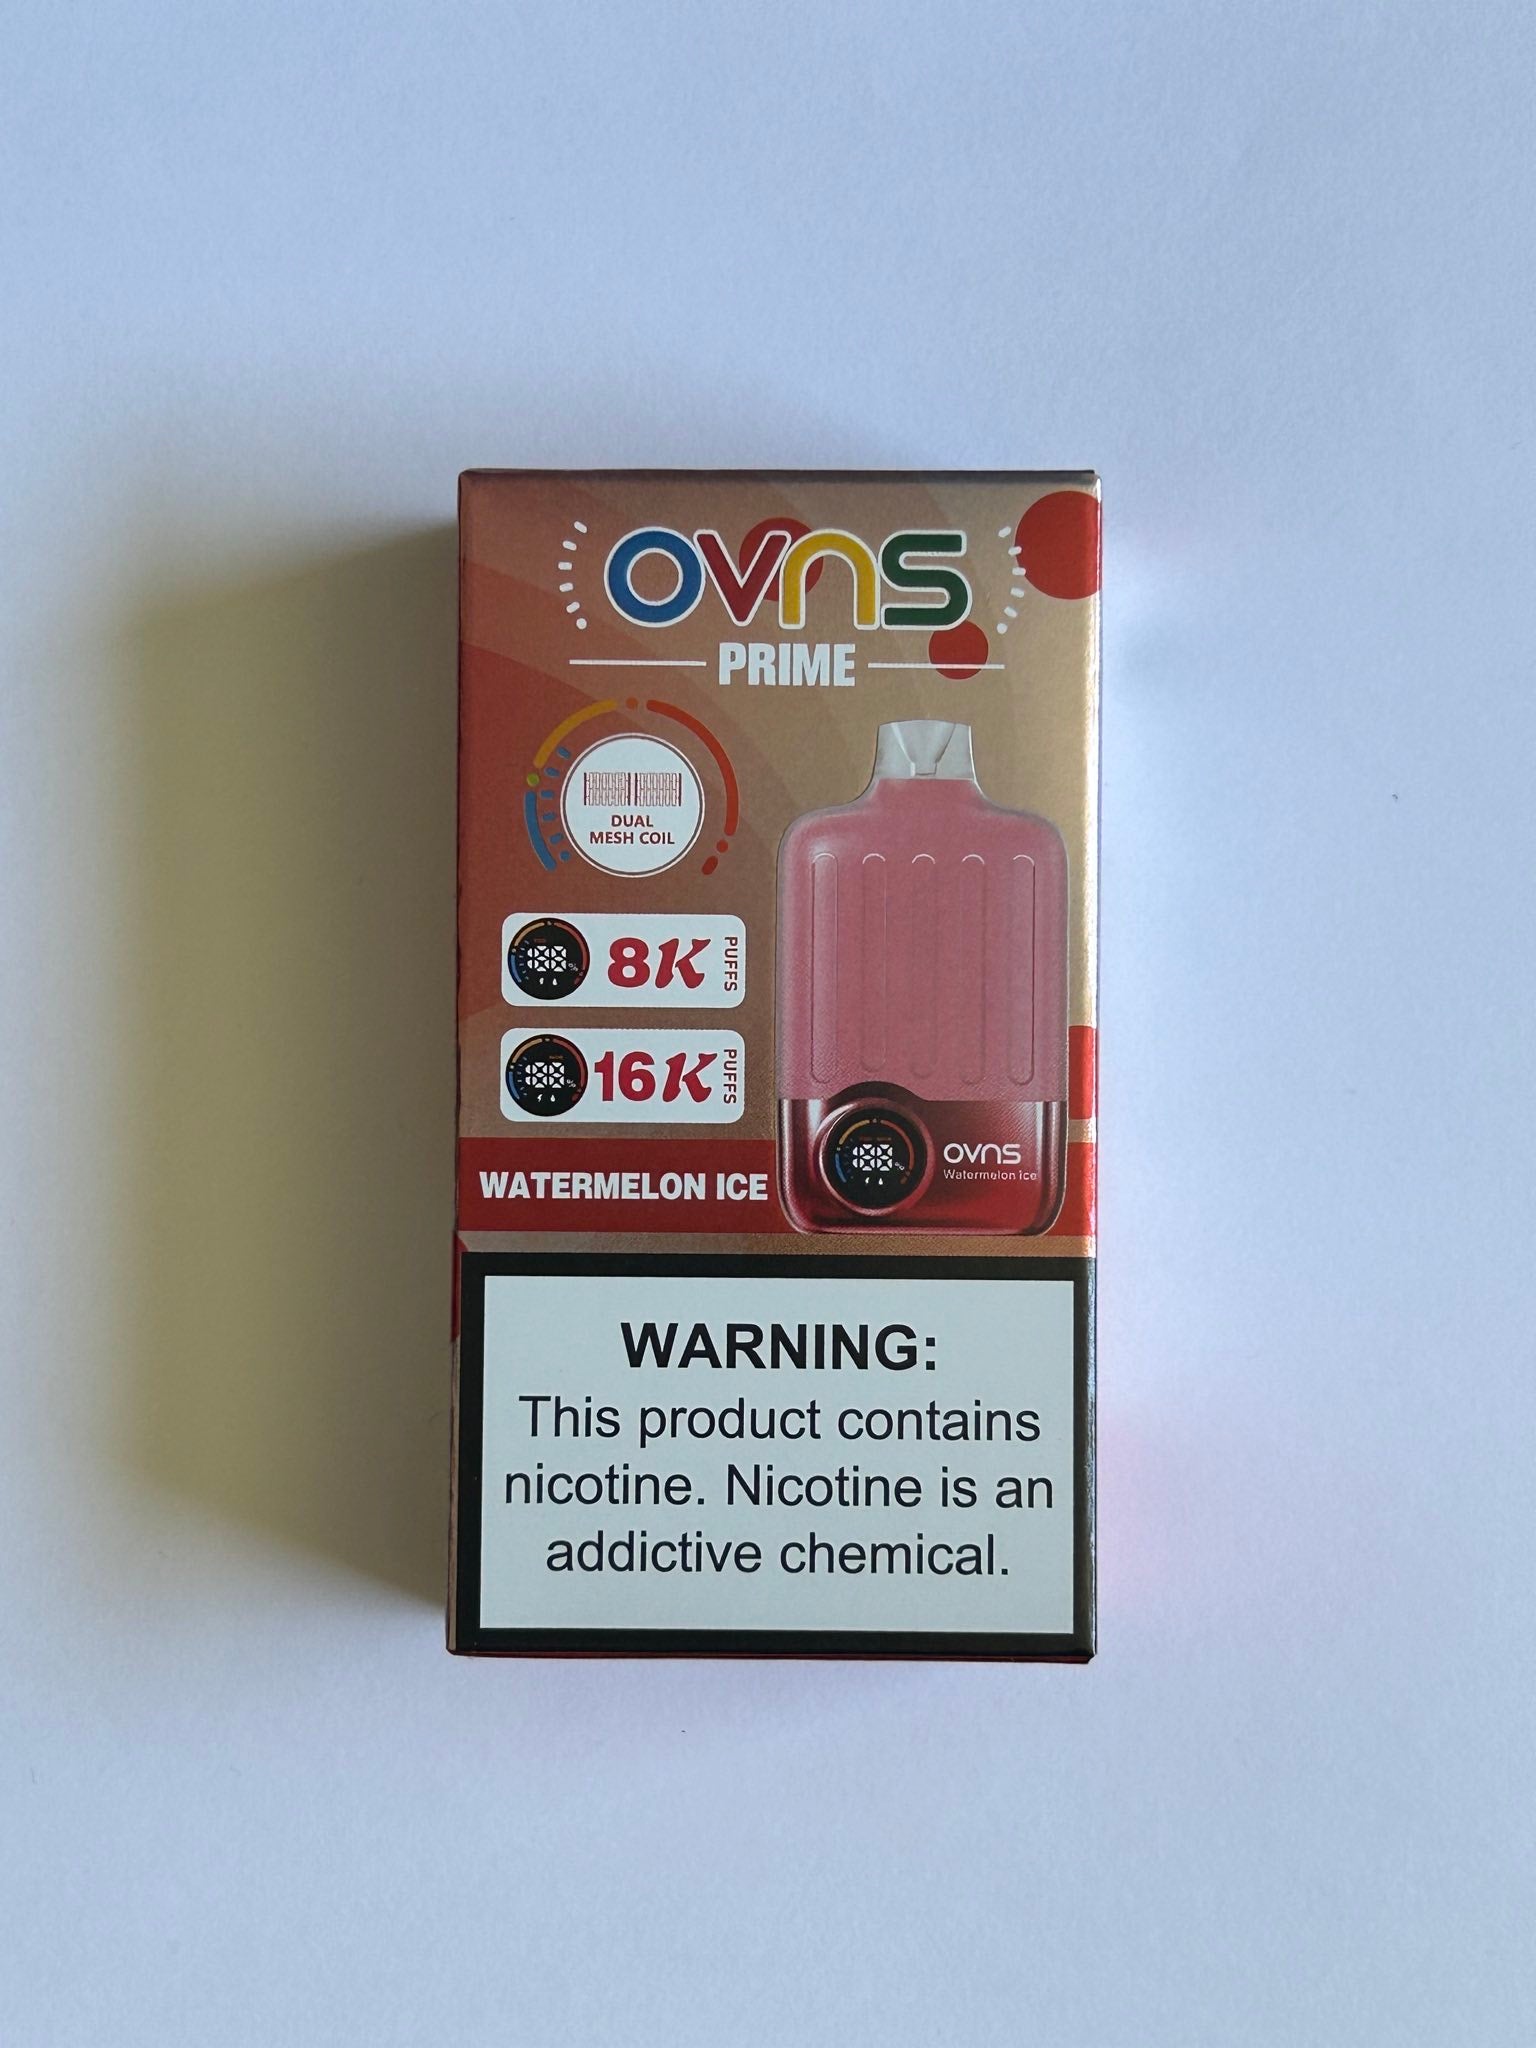 ovns
PRIME
DUAL
MESH COIL
8K PUFFS
16K PUFFS
WATERMELON ICE
ovns
Watermelon ice
WARNING:
This product contains
nicotine. Nicotine is an
addictive chemical.